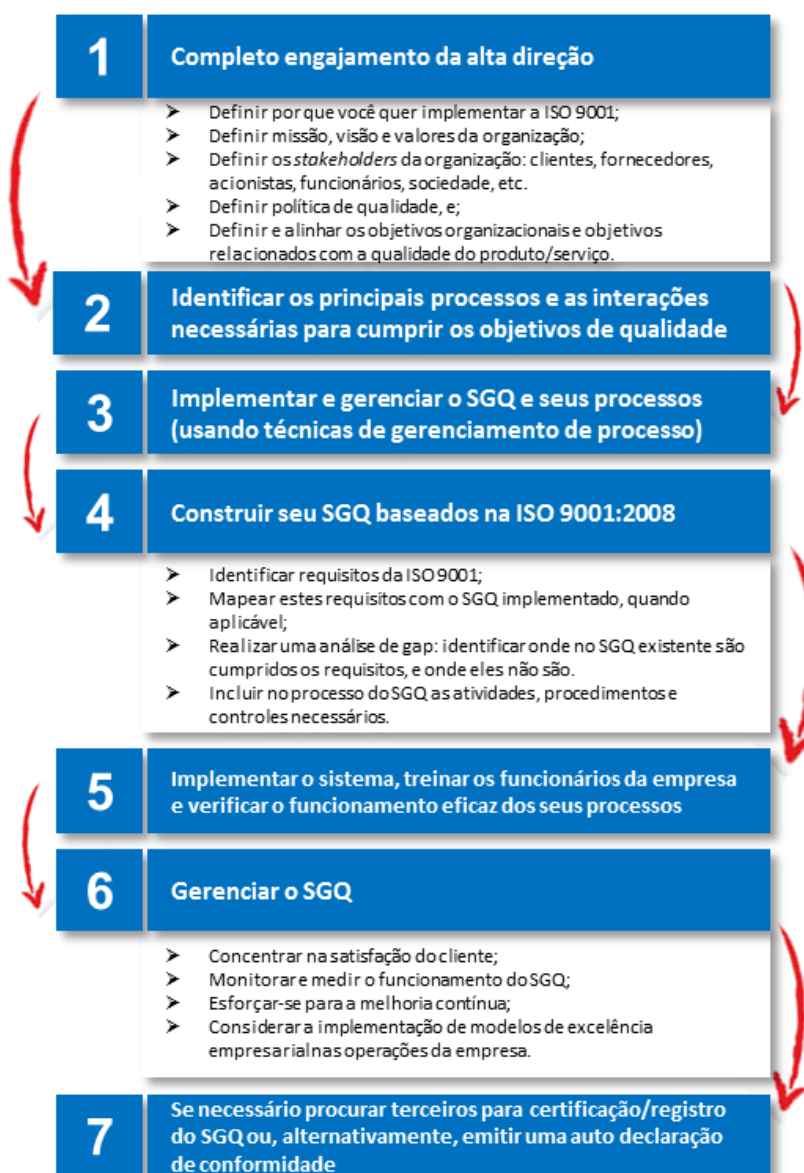 1
Completo engajamento da alta direção
➤ Definir por que você quer implementar a ISO 9001;
➤ Definir missão, visão e valores da organização;
➤ Definir os stakeholders da organização: clientes, fornecedores,
acionistas, funcionários, sociedade, etc.
➤ Definir política de qualidade, e;
➤ Definir e alinhar os objetivos organizacionais e objetivos
relacionados com a qualidade do produto/serviço.
2
Identificar os principais processos e as interações
necessárias para cumprir os objetivos de qualidade
3
Implementar e gerenciar o SGQ e seus processos
(usando técnicas de gerenciamento de processo)
4
Construir seu SGQ baseados na ISO 9001:2008
➤ Identificar requisitos da ISO 9001;
➤ Mapear estes requisitos com o SGQ implementado, quando
aplicável;
➤ Realizar uma análise de gap: identificar onde no SGQ existente são
cumpridos os requisitos, e onde eles não são.
➤ Incluir no processo do SGQ as atividades, procedimentos e
controles necessários.
5
Implementar o sistema, treinar os funcionários da empresa
e verificar o funcionamento eficaz dos seus processos
6
Gerenciar o SGQ
➤ Concentrar na satisfação do cliente;
➤ Monitorar e medir o funcionamento do SGQ;
➤ Esforçar-se para a melhoria contínua;
➤ Considerar a implementação de modelos de excelência
empresarial nas operações da empresa.
7
Se necessário procurar terceiros para certificação/registro
do SGQ ou, alternativamente, emitir uma auto declaração
de conformidade